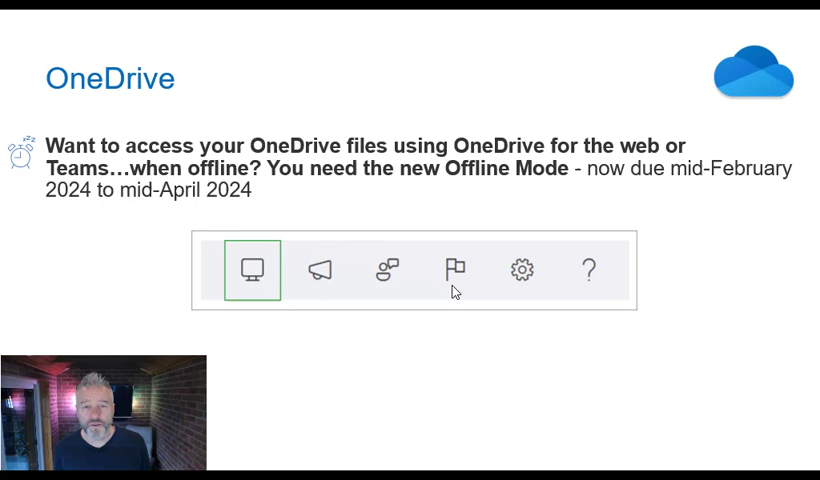 OneDrive
Want to access your OneDrive files using OneDrive for the web or
Teams…when offline? You need the new Offline Mode - now due mid-February
2024 to mid-April 2024